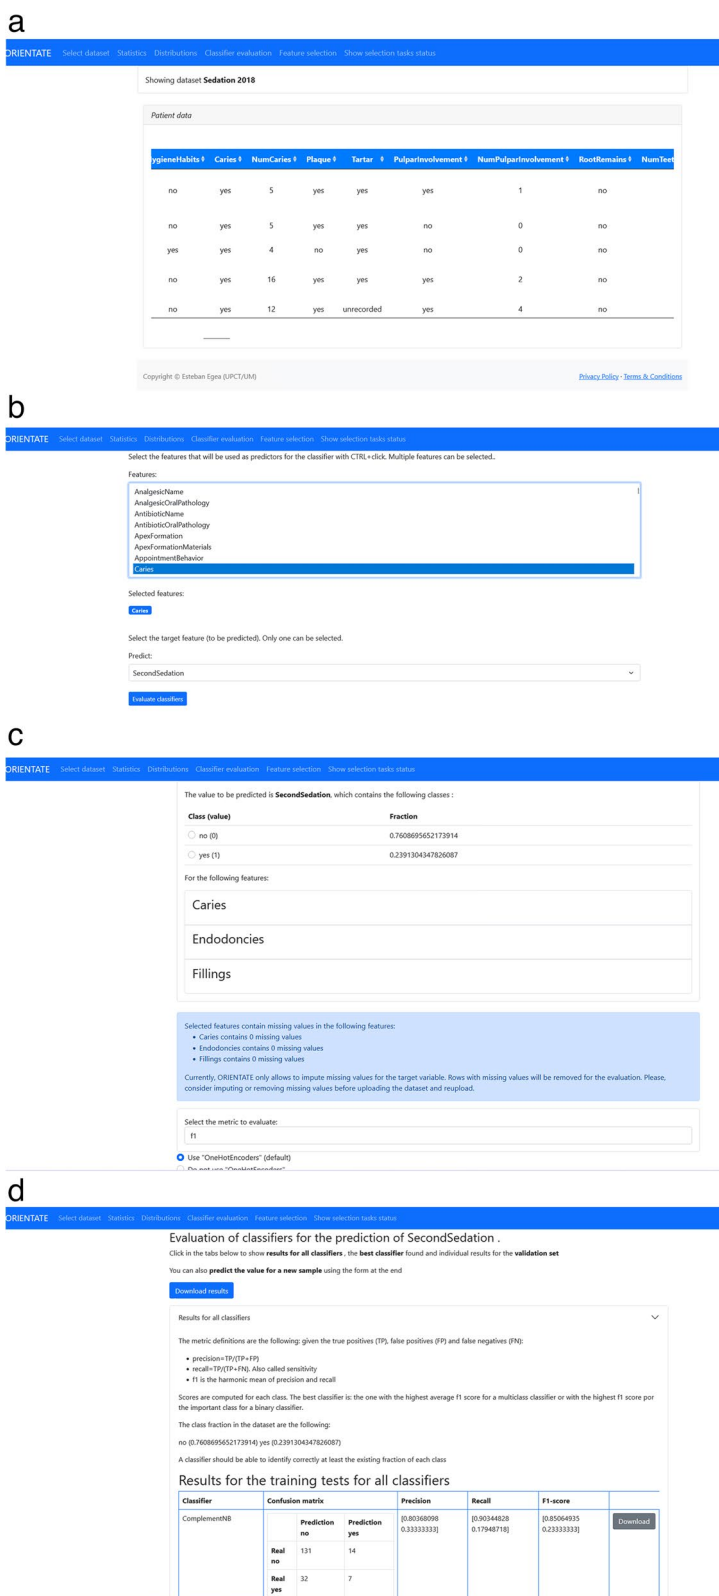 a
ORIENTATE Select dataset Statistics Distributions Classifier evaluation Feature selection Show selection tasks status
Showing dataset Sedation 2018
Patient data
ygieneHabits Caries NumCaries Plaque Tartar PulparInvolvement NumPulparInvolvement RootRemains NumTeet
no yes 5 yes yes yes 1 no
no yes 5 yes yes no 0 no
yes yes 4 no yes no 0 no
no yes 16 yes yes yes 2 no
no yes 12 yes unrecorded yes 4 no
Copyright © Esteban Egea (UPCT/UM) Privacy Policy · Terms & Conditions
b
ORIENTATE Select dataset Statistics Distributions Classifier evaluation Feature selection Show selection tasks status
Select the features that will be used as predictors for the classifier with CTRL+click. Multiple features can be selected..
Features:
AnalgesicName
AnalgesicOralPathology
AntibioticName
AntibioticOralPathology
ApexFormation
ApexFormationMaterials
AppointmentBehavior
Caries
Selected features:
Caries
Select the target feature (to be predicted). Only one can be selected.
Predict:
SecondSedation
Evaluate classifiers
c
ORIENTATE Select dataset Statistics Distributions Classifier evaluation Feature selection Show selection tasks status
The value to be predicted is SecondSedation, which contains the following classes :
Class (value) Fraction
no (0) 0.7608695652173914
yes (1) 0.2391304347826087
For the following features:
Caries
Endodoncies
Fillings
Selected features contain missing values in the following features:
• Caries contains 0 missing values
• Endodoncies contains 0 missing values
• Fillings contains 0 missing values
Currently, ORIENTATE only allows to impute missing values for the target variable. Rows with missing values will be removed for the evaluation. Please,
consider imputing or removing missing values before uploading the dataset and reupload.
Select the metric to evaluate:
f1
Use "OneHotEncoders" (default)
Do not use "OneHotEncoders"
d
ORIENTATE Select dataset Statistics Distributions Classifier evaluation Feature selection Show selection tasks status
Evaluation of classifiers for the prediction of SecondSedation .
Click in the tabs below to show results for all classifiers , the best classifier found and individual results for the validation set
You can also predict the value for a new sample using the form at the end
Download results
Results for all classifiers
The metric definitions are the following: given the true positives (TP), false positives (FP) and false negatives (FN):
• precision=TP/(TP+FP)
• recall=TP/(TP+FN). Also called sensitivity
• f1 is the harmonic mean of precision and recall
Scores are computed for each class. The best classifier is: the one with the highest average f1 score for a multiclass classifier or with the highest f1 score por
the important class for a binary classifier.
The class fraction in the dataset are the following:
no (0.7608695652173914) yes (0.2391304347826087)
A classifier should be able to identify correctly at least the existing fraction of each class
Results for the training tests for all classifiers
Classifier Confusion matrix Precision Recall F1-score
ComplementNB [0.80368098 [0.90344828 [0.85064935 Download
Prediction Prediction 0.33333333] 0.17948718] 0.23333333]
no yes
Real 131 14
no
Real 32 7
yes